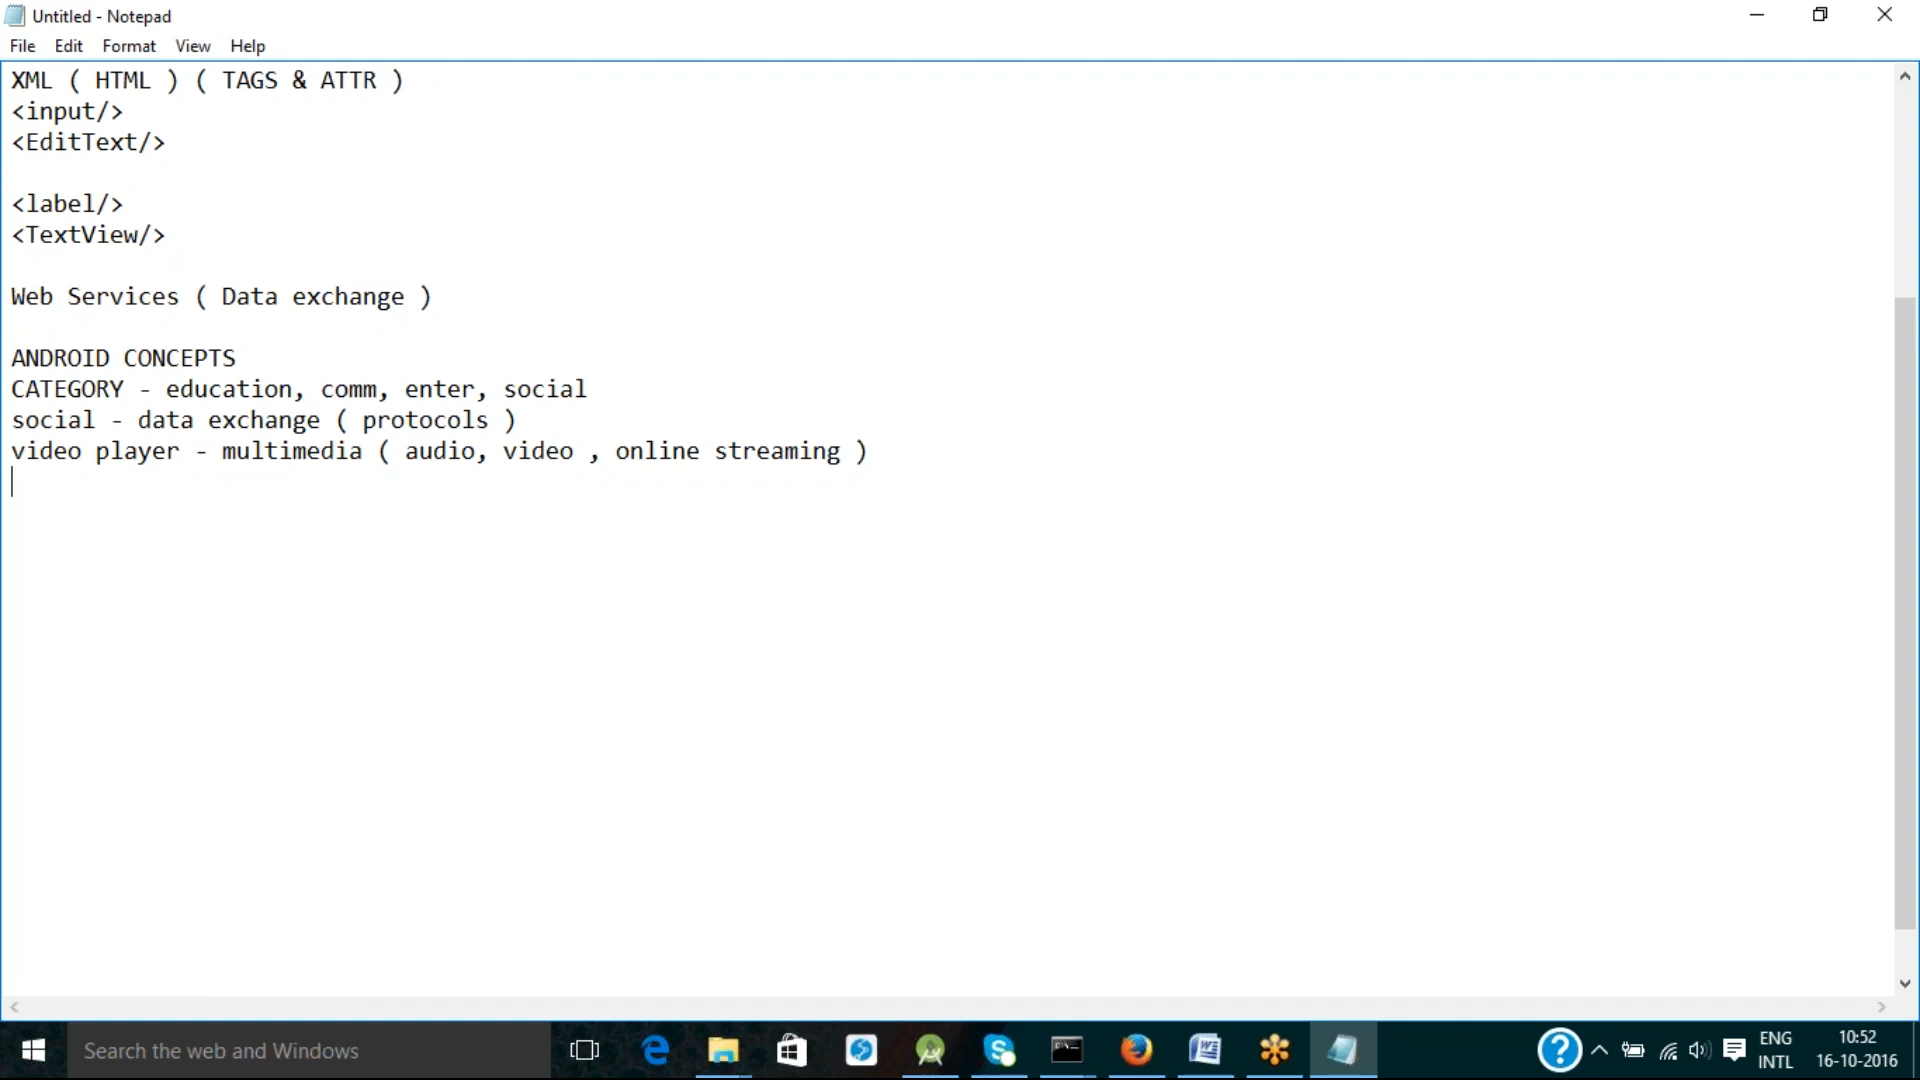 Untitled - Notepad
File Edit Format View Help
XML ( HTML ) ( TAGS & ATTR )
<input/>
<EditText/>
<label/>
<TextView/>
Web Services ( Data exchange )
ANDROID CONCEPTS
CATEGORY - education, comm, enter, social
social - data exchange ( protocols )
video player - multimedia ( audio, video , online streaming )
Search the web and Windows
ENG
INTL
10:52
16-10-2016